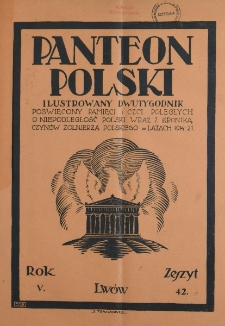 PANTEON
POLSKI
ILUSTROWANY DWUTYGODNIK
POŚWIĘCONY PAMIĘCI I CZCI POLEGŁYCH
O NIEPODLEGŁOŚĆ POLSKI WRAZ Z KRONIKĄ
CZYNÓW ŻOŁNIERZA POLSKIEGO W LATACH 1914-21
Rok Zeszyt
V. Lwów 42.